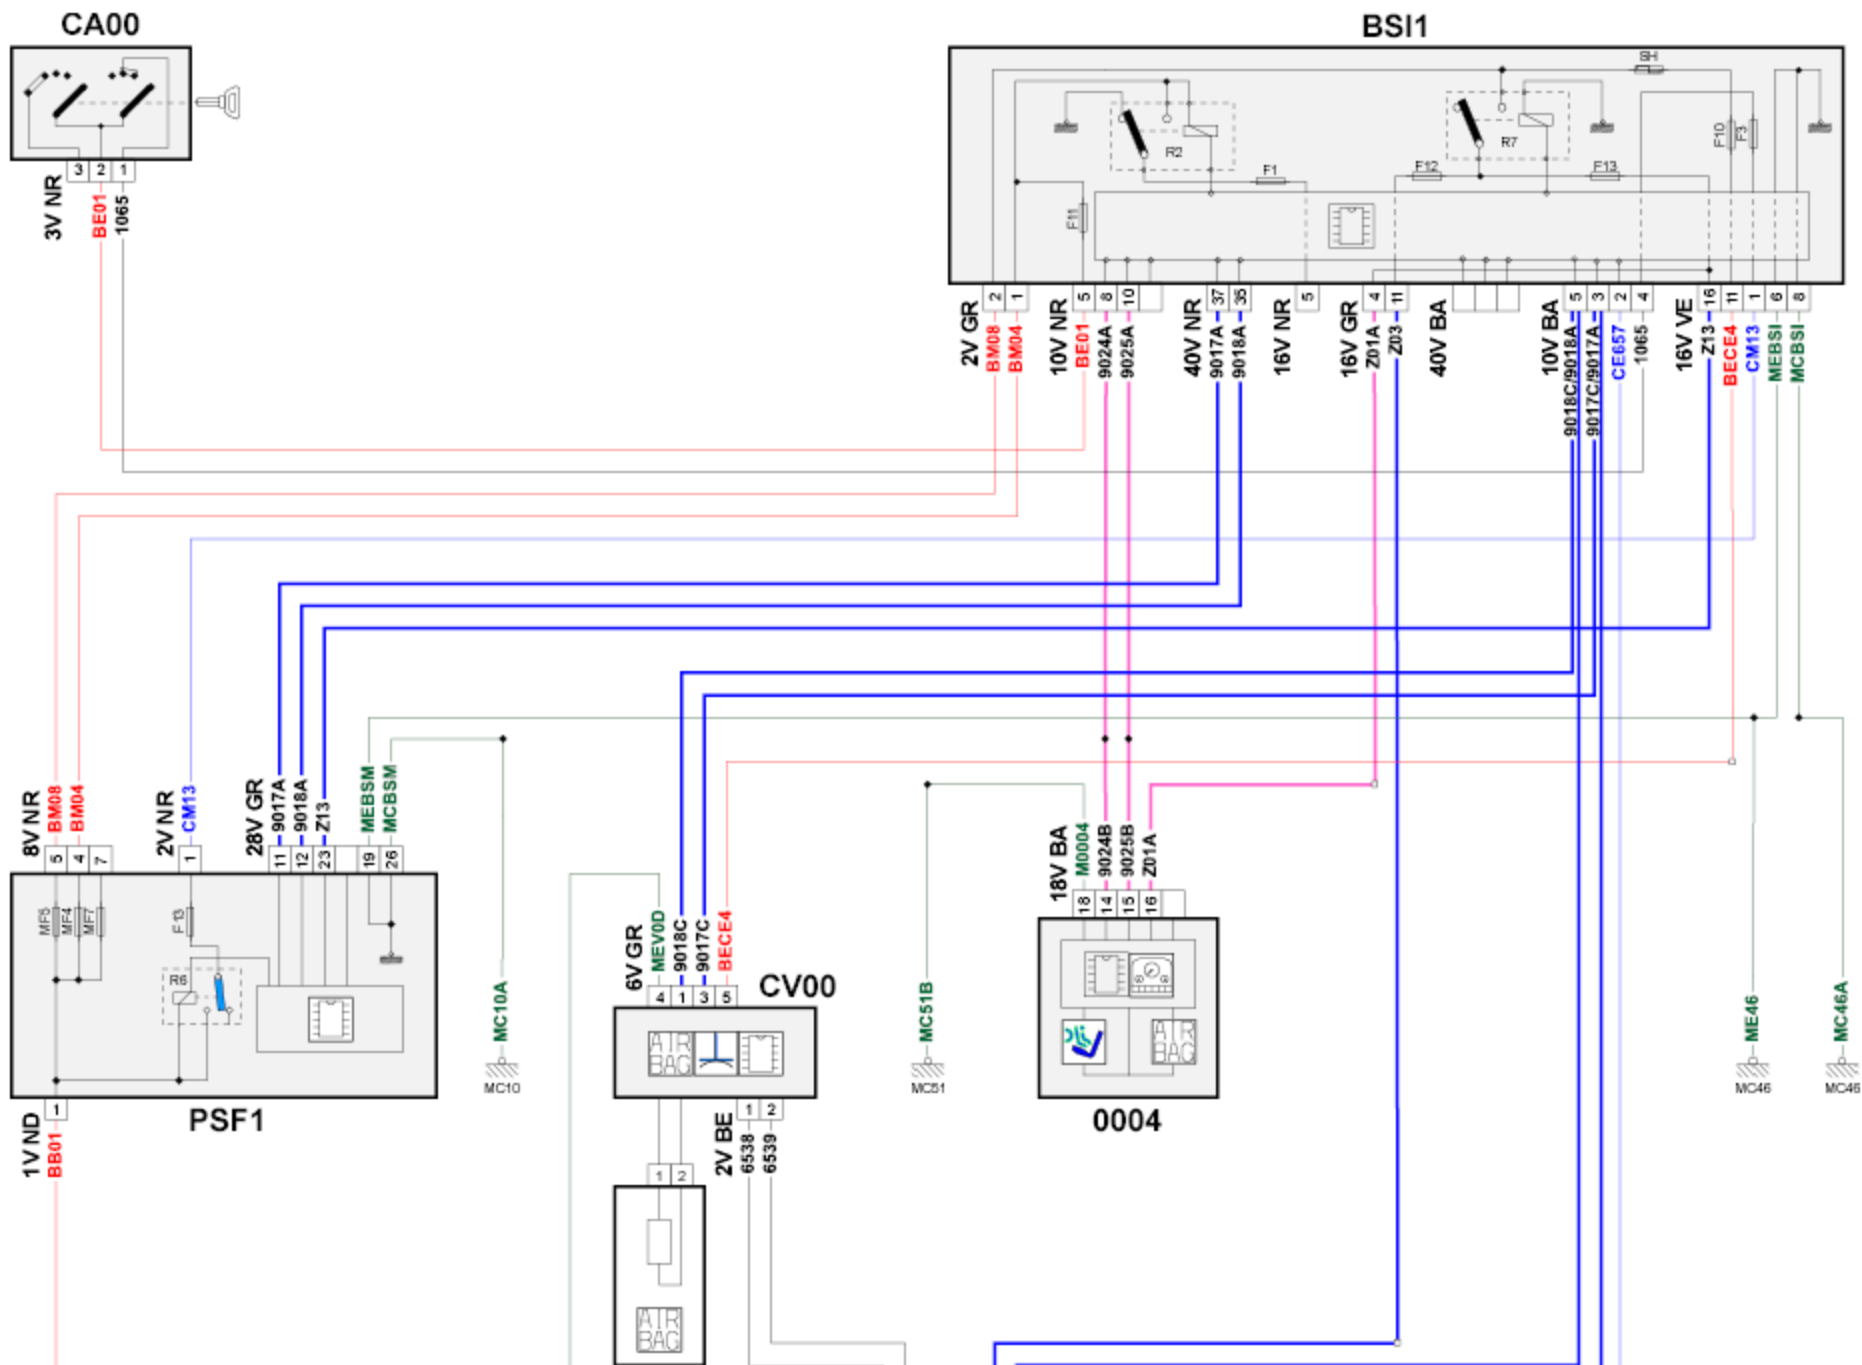 CA00
BSI1
SH
R2
R7
F10
F3
F1
F12
F13
F11
3 2 1
3V NR
BE01
1065
2 1 5 8 10 37 35 5 4 11 5 3 2 4 16 11 1 6 8
2V GR
BM08
BM04
10V NR
BE01
9024A
9025A
40V NR
9017A
9018A
16V NR
16V GR
Z01A
Z03
40V BA
10V BA
9018C/9018A
9017C/9017A
CE657
1065
16V VE
Z13
BECE4
CM13
MEBSI
MCBSI
8V NR
BM08
BM04
2V NR
CM13
28V GR
9017A
9018A
Z13
MEBSM
MCBSM
5 4 7 1 11 12 23 19 26
MF5
MF4
MF7
F13
R6
PSF1
1
1V ND
BB01
MC10A
MC10
6V GR
MEV0D
9018C
9017C
BECE4
4 1 3 5
CV00
AIR
BAG
1 2
2V BE
6538
6539
1 2
AIR
BAG
MC51B
MC51
18V BA
M0004
9024B
9025B
Z01A
18 14 15 16
AIR
BAG
0004
ME46
MC46
MC46A
MC46